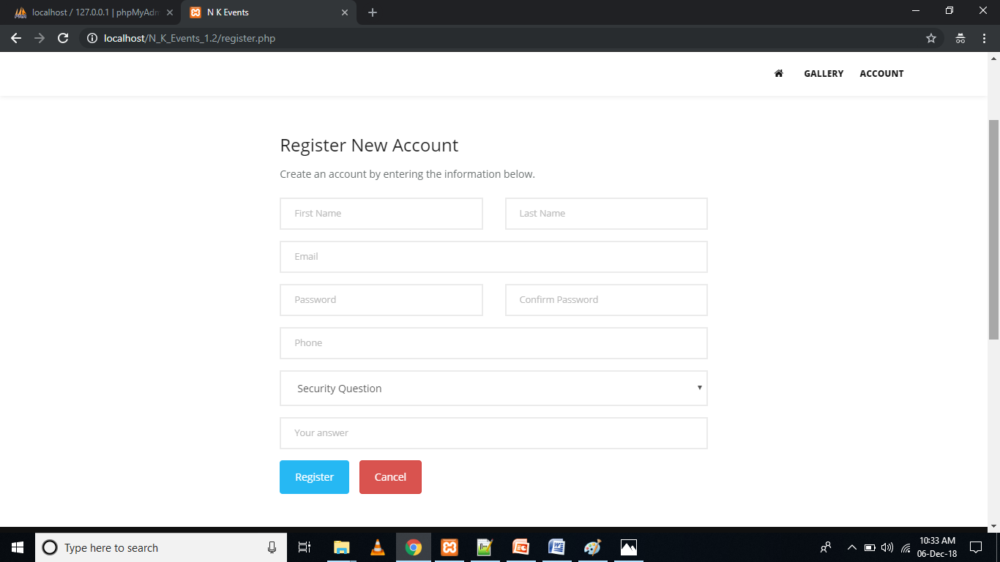 localhost / 127.0.0.1 | phpMyAdm
N K Events
localhost/N_K_Events_1.2/register.php
GALLERY ACCOUNT
Register New Account
Create an account by entering the information below.
First Name Last Name
Email
Password Confirm Password
Phone
Security Question
Your answer
Register Cancel
Type here to search
10:33 AM
06-Dec-18